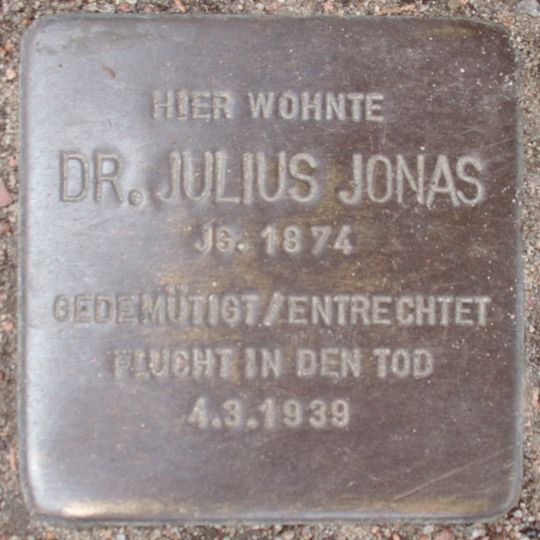 HIER WOHNTE
DR. JULIUS JONAS
JG. 1874
GEDEMÜTIGT/ENTRECHTET
FLUCHT IN DEN TOD
4.3.1939